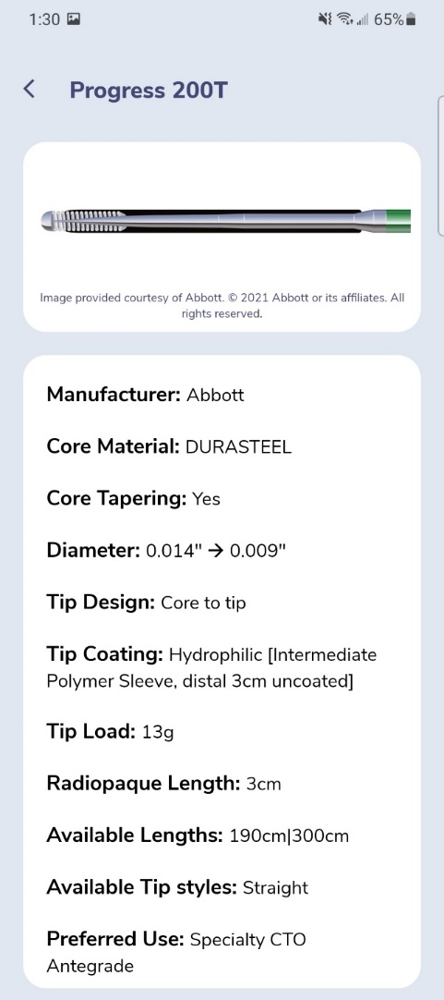 1:30 65%
Progress 200T
Image provided courtesy of Abbott. © 2021 Abbott or its affiliates. All
rights reserved.
Manufacturer: Abbott
Core Material: DURASTEEL
Core Tapering: Yes
Diameter: 0.014" → 0.009"
Tip Design: Core to tip
Tip Coating: Hydrophilic [Intermediate
Polymer Sleeve, distal 3cm uncoated]
Tip Load: 13g
Radiopaque Length: 3cm
Available Lengths: 190cm|300cm
Available Tip styles: Straight
Preferred Use: Specialty CTO
Antegrade